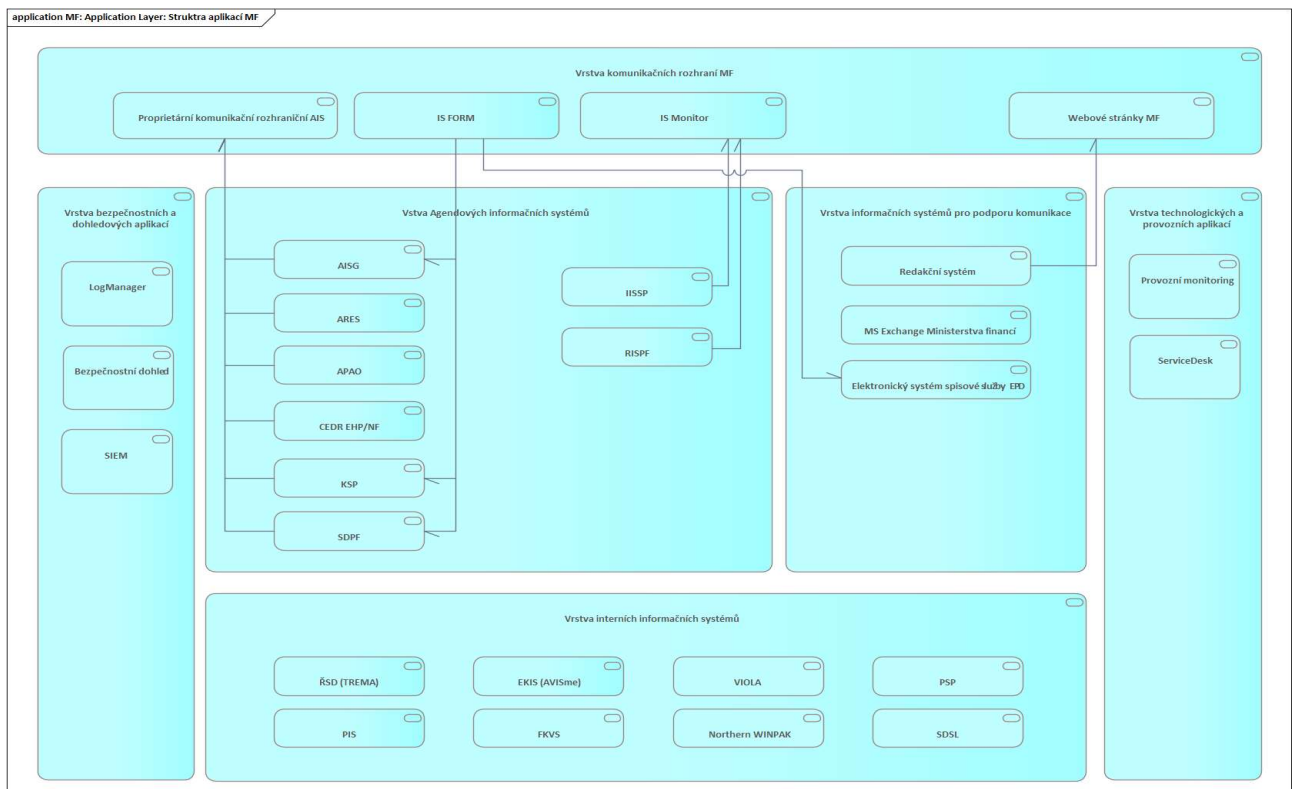 application MF: Application Layer: Struktra aplikací MF
Vrstva komunikačních rozhraní MF
Proprietární komunikační rozhraniční AIS
IS FORM
IS Monitor
Webové stránky MF
Vrstva bezpečnostních a
dohledových aplikací
LogManager
Bezpečnostní dohled
SIEM
Vstva Agendových informačních systémů
AISG
ARES
APAO
CEDR EHP/NF
KSP
SDPF
IISSP
RISPF
Vrstva informačních systémů pro podporu komunikace
Redakční systém
MS Exchange Ministerstva financí
Elektronický systém spisové služby EPD
Vrstva technologických a
provozních aplikací
Provozní monitoring
ServiceDesk
Vrstva interních informačních systémů
ŘSD (TREMA)
EKIS (AVISme)
VIOLA
PSP
PIS
FKVS
Northern WINPAK
SDSL